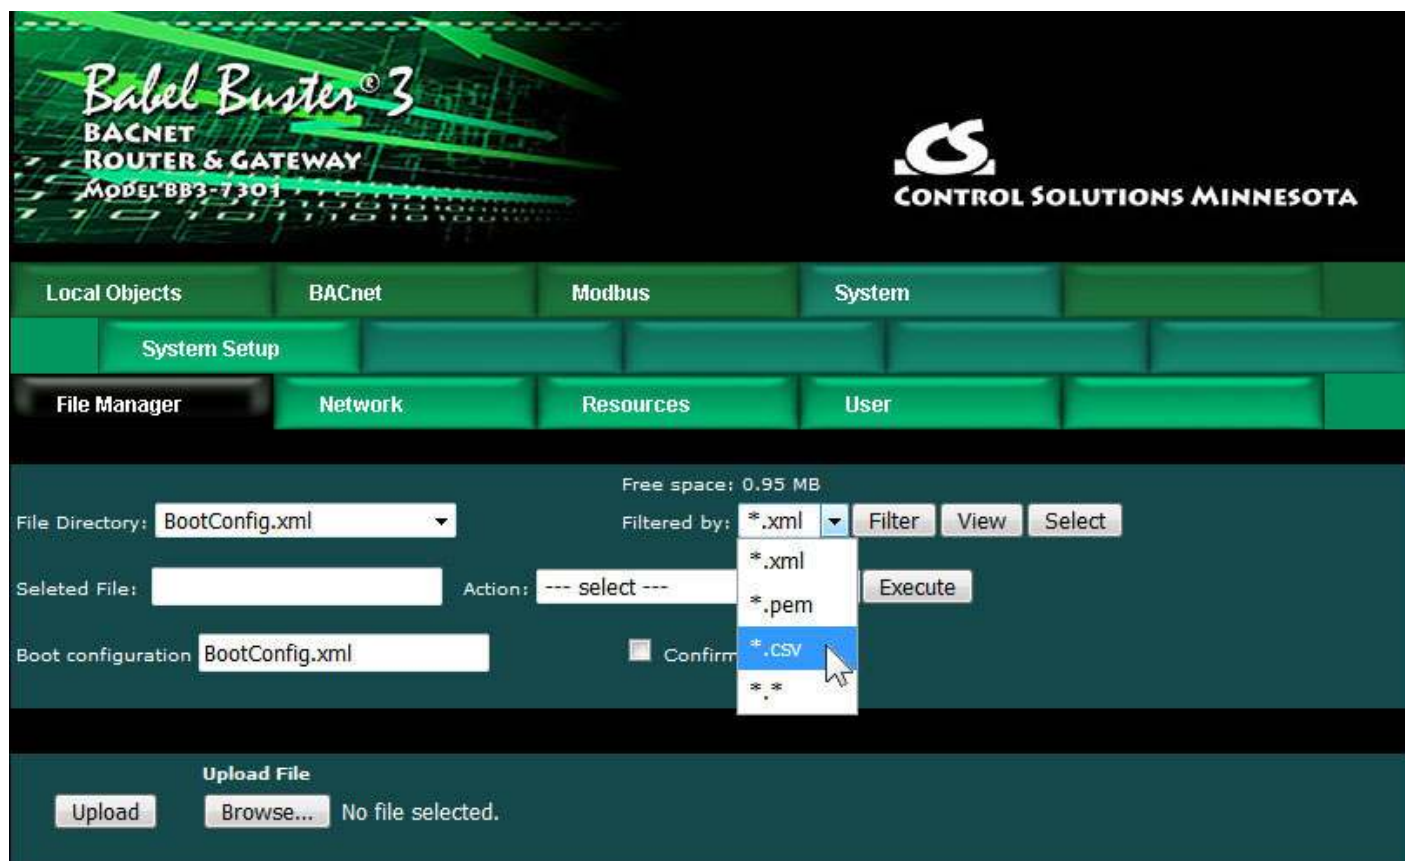 Babel Buster® 3
BACNET
ROUTER & GATEWAY
MODEL BB3-7301
CS
CONTROL SOLUTIONS MINNESOTA
Local Objects BACnet Modbus System
System Setup
File Manager Network Resources User
Free space: 0.95 MB
File Directory: BootConfig.xml Filtered by: *.xml Filter View Select
*.xml
Seleted File: Action: --- select --- Execute
*.pem
Boot configuration BootConfig.xml Confirm
*.csv
*.*
Upload File
Upload Browse... No file selected.